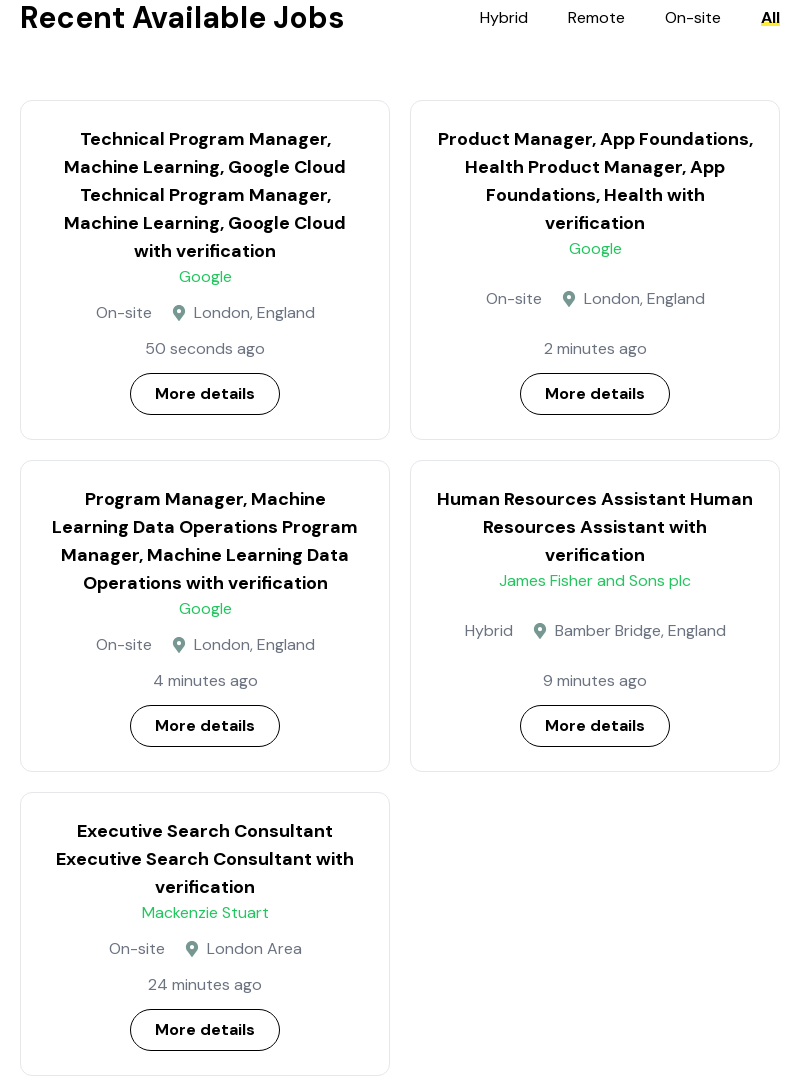 Recent Available Jobs
Hybrid Remote On-site All
Technical Program Manager,
Machine Learning, Google Cloud
Technical Program Manager,
Machine Learning, Google Cloud
with verification
Google
On-site London, England
50 seconds ago
More details
Product Manager, App Foundations,
Health Product Manager, App
Foundations, Health with
verification
Google
On-site London, England
2 minutes ago
More details
Program Manager, Machine
Learning Data Operations Program
Manager, Machine Learning Data
Operations with verification
Google
On-site London, England
4 minutes ago
More details
Human Resources Assistant Human
Resources Assistant with
verification
James Fisher and Sons plc
Hybrid Bamber Bridge, England
9 minutes ago
More details
Executive Search Consultant
Executive Search Consultant with
verification
Mackenzie Stuart
On-site London Area
24 minutes ago
More details